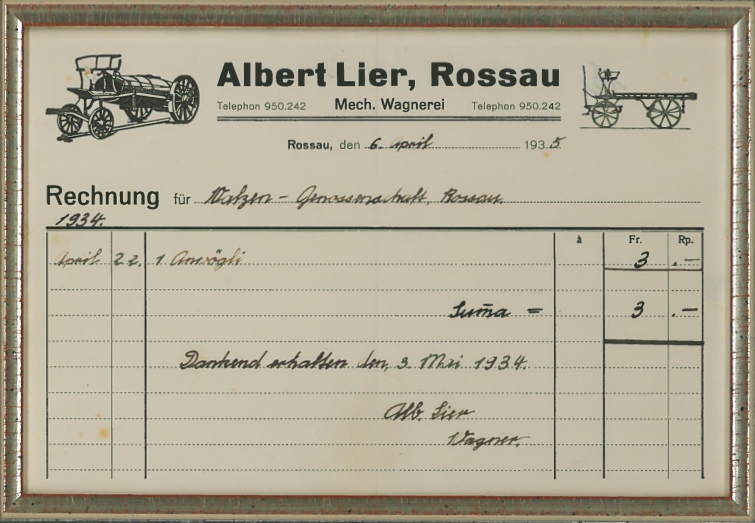 Albert Lier, Rossau
Telephon 950.242 Mech. Wagnerei Telephon 950.242
Rossau, den 6. April 1935
Rechnung für Walzen - Genossenschaft, Rossau
1934.
à Fr. Rp.
April 22. 1 3 .-
Suma = 3 .-
Dankend erhalten den, 3. Mai 1934.
Alb. Lier
Wagner.